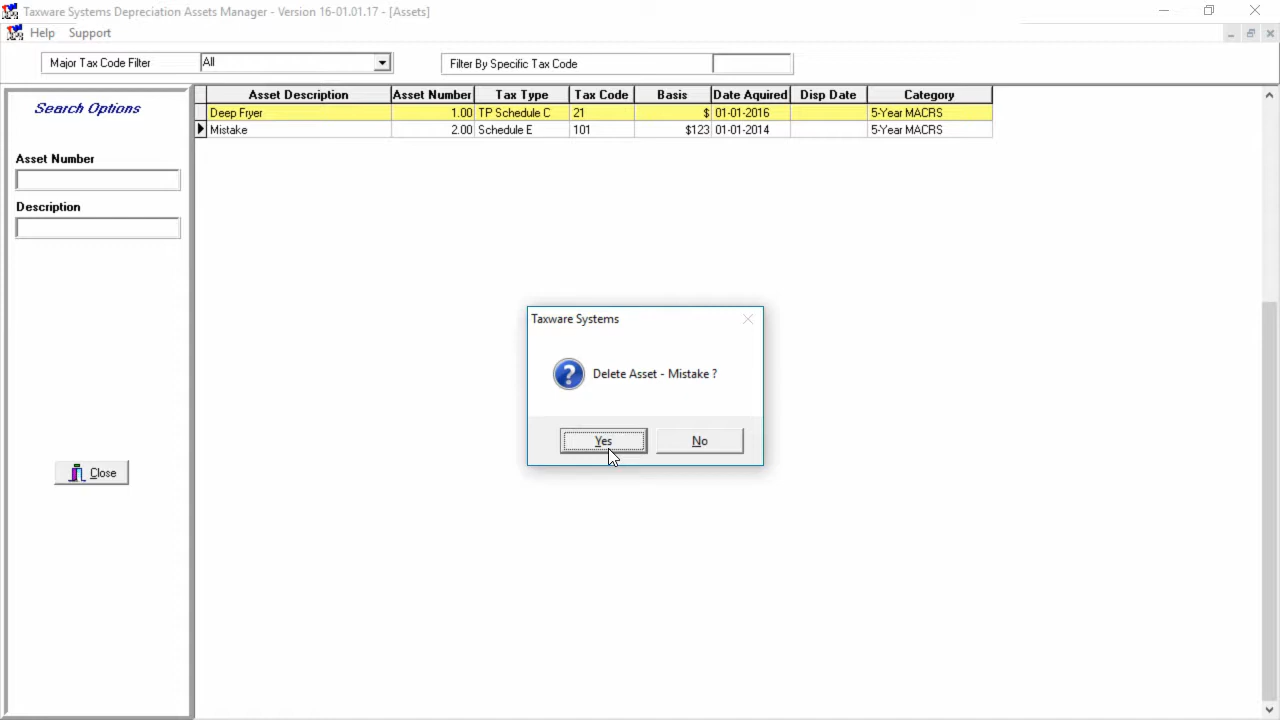 Taxware Systems Depreciation Assets Manager - Version 16-01.01.17 - [Assets]
Help Support
Major Tax Code Filter All Filter By Specific Tax Code
Search Options
Asset Number
Description
Close
Asset Description Asset Number Tax Type Tax Code Basis Date Aquired Disp Date Category
Deep Fryer 1.00 TP Schedule C 21 $ 01-01-2016 5-Year MACRS
Mistake 2.00 Schedule E 101 $123 01-01-2014 5-Year MACRS
Taxware Systems
Delete Asset - Mistake ?
Yes No